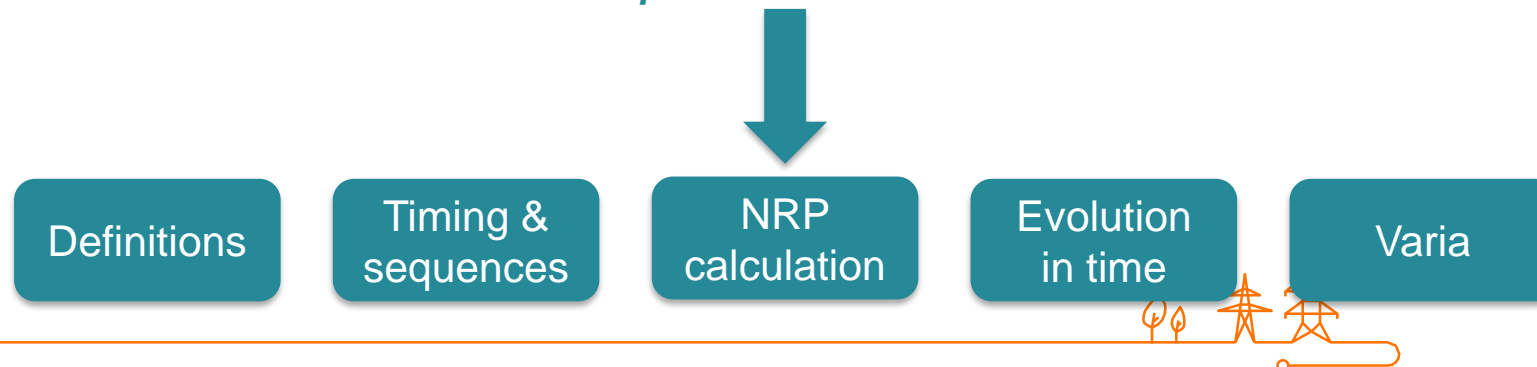 Definitions
Timing &
sequences
NRP
calculation
Evolution
in time
Varia